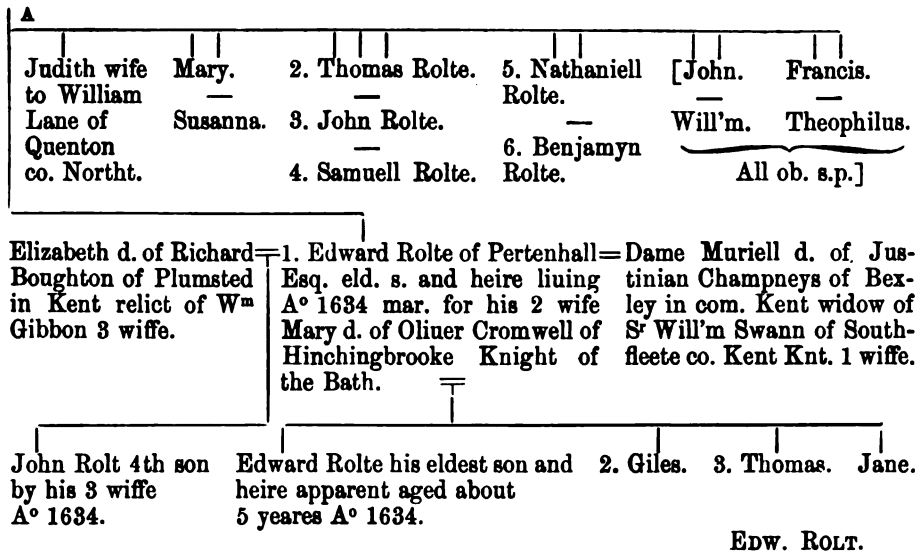 A
Judith wife
to William
Lane of
Quenton
co. Northt.
Mary.
—
Susanna.
2. Thomas Rolte.
—
3. John Rolte.
—
4. Samuell Rolte.
5. Nathaniell
Rolte.
—
6. Benjamyn
Rolte.
[John.
—
Will'm.
Francis.
—
Theophilus.
All ob. s.p.]
Elizabeth d. of Richard
Boughton of Plumsted
in Kent relict of Wᵐ
Gibbon 3 wiffe.
1. Edward Rolte of Pertenhall
Esq. eld. s. and heire liuing
Aº 1634 mar. for his 2 wife
Mary d. of Oliuer Cromwell of
Hinchingbrooke Knight of
the Bath.
Dame Muriell d. of Jus-
tinian Champneys of Bex-
ley in com. Kent widow of
Sʳ Will'm Swann of South-
fleete co. Kent Knt. 1 wiffe.
John Rolt 4th son
by his 3 wiffe
Aº 1634.
Edward Rolte his eldest son and
heire apparent aged about
5 yeares Aº 1634.
2. Giles.
3. Thomas.
Jane.
Edw. Rolt.